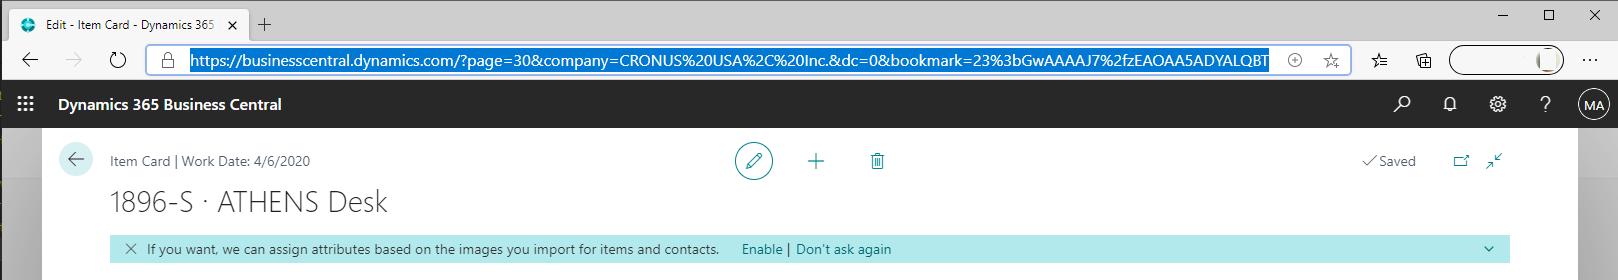 Edit - Item Card - Dynamics 365
https://businesscentral.dynamics.com/?page=30&company=CRONUS%20USA%2C%20Inc.&dc=0&bookmark=23%3bGwAAAAJ7%2fzEAOAA5ADYALQBT
Dynamics 365 Business Central
MA
Item Card | Work Date: 4/6/2020
Saved
1896-S · ATHENS Desk
If you want, we can assign attributes based on the images you import for items and contacts. Enable | Don't ask again